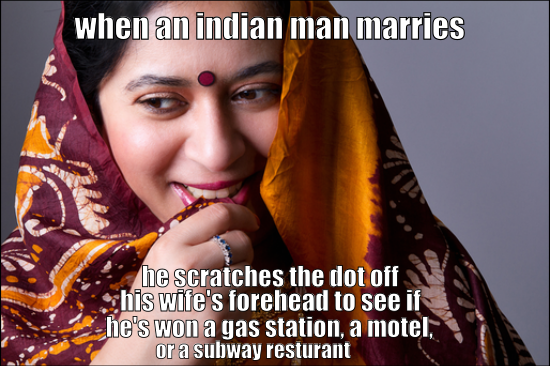 when an indian man marries
he scratches the dot off
his wife's forehead to see if
he's won a gas station, a motel,
or a subway resturant